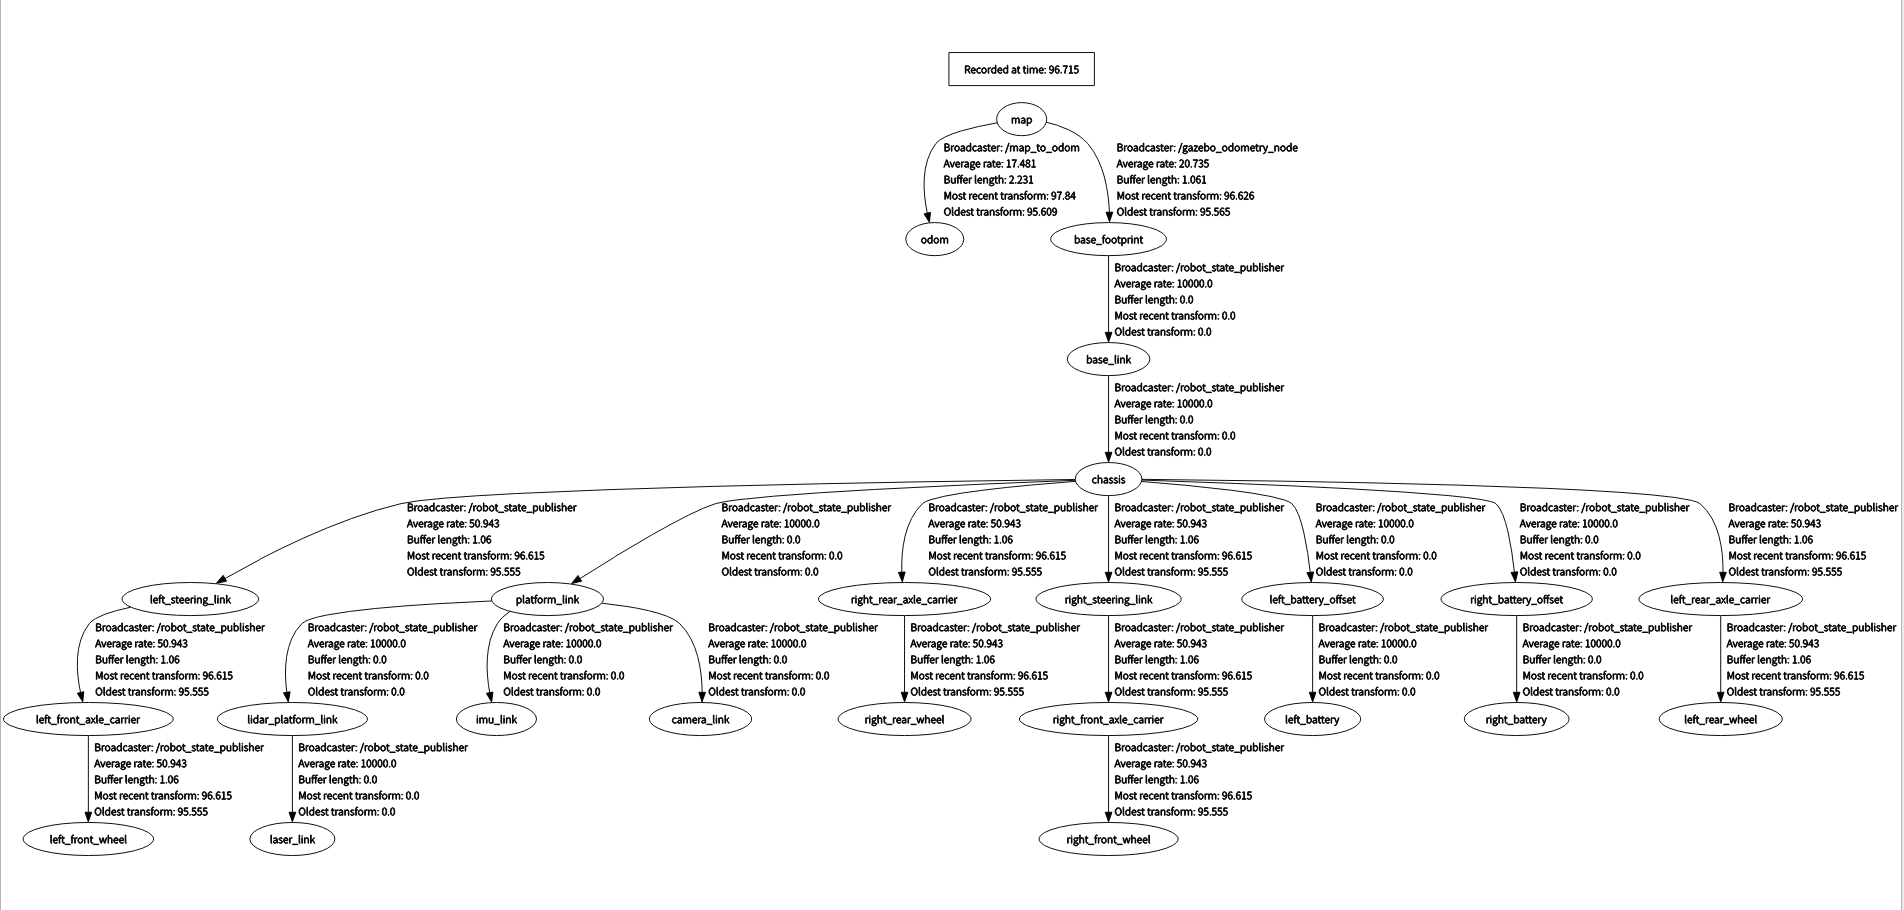 Recorded at time: 96.715
map
Broadcaster: /map_to_odom
Average rate: 17.481
Buffer length: 2.231
Most recent transform: 97.84
Oldest transform: 95.609
Broadcaster: /gazebo_odometry_node
Average rate: 20.735
Buffer length: 1.061
Most recent transform: 96.626
Oldest transform: 95.565
odom
base_footprint
Broadcaster: /robot_state_publisher
Average rate: 10000.0
Buffer length: 0.0
Most recent transform: 0.0
Oldest transform: 0.0
base_link
Broadcaster: /robot_state_publisher
Average rate: 10000.0
Buffer length: 0.0
Most recent transform: 0.0
Oldest transform: 0.0
chassis
Broadcaster: /robot_state_publisher
Average rate: 50.943
Buffer length: 1.06
Most recent transform: 96.615
Oldest transform: 95.555
Broadcaster: /robot_state_publisher
Average rate: 10000.0
Buffer length: 0.0
Most recent transform: 0.0
Oldest transform: 0.0
Broadcaster: /robot_state_publisher
Average rate: 50.943
Buffer length: 1.06
Most recent transform: 96.615
Oldest transform: 95.555
Broadcaster: /robot_state_publisher
Average rate: 50.943
Buffer length: 1.06
Most recent transform: 96.615
Oldest transform: 95.555
Broadcaster: /robot_state_publisher
Average rate: 10000.0
Buffer length: 0.0
Most recent transform: 0.0
Oldest transform: 0.0
Broadcaster: /robot_state_publisher
Average rate: 10000.0
Buffer length: 0.0
Most recent transform: 0.0
Oldest transform: 0.0
Broadcaster: /robot_state_publisher
Average rate: 50.943
Buffer length: 1.06
Most recent transform: 96.615
Oldest transform: 95.555
left_steering_link
platform_link
right_rear_axle_carrier
right_steering_link
left_battery_offset
right_battery_offset
left_rear_axle_carrier
Broadcaster: /robot_state_publisher
Average rate: 50.943
Buffer length: 1.06
Most recent transform: 96.615
Oldest transform: 95.555
Broadcaster: /robot_state_publisher
Average rate: 10000.0
Buffer length: 0.0
Most recent transform: 0.0
Oldest transform: 0.0
Broadcaster: /robot_state_publisher
Average rate: 10000.0
Buffer length: 0.0
Most recent transform: 0.0
Oldest transform: 0.0
Broadcaster: /robot_state_publisher
Average rate: 10000.0
Buffer length: 0.0
Most recent transform: 0.0
Oldest transform: 0.0
Broadcaster: /robot_state_publisher
Average rate: 50.943
Buffer length: 1.06
Most recent transform: 96.615
Oldest transform: 95.555
Broadcaster: /robot_state_publisher
Average rate: 50.943
Buffer length: 1.06
Most recent transform: 96.615
Oldest transform: 95.555
Broadcaster: /robot_state_publisher
Average rate: 10000.0
Buffer length: 0.0
Most recent transform: 0.0
Oldest transform: 0.0
Broadcaster: /robot_state_publisher
Average rate: 10000.0
Buffer length: 0.0
Most recent transform: 0.0
Oldest transform: 0.0
Broadcaster: /robot_state_publisher
Average rate: 50.943
Buffer length: 1.06
Most recent transform: 96.615
Oldest transform: 95.555
left_front_axle_carrier
lidar_platform_link
imu_link
camera_link
right_rear_wheel
right_front_axle_carrier
left_battery
right_battery
left_rear_wheel
Broadcaster: /robot_state_publisher
Average rate: 50.943
Buffer length: 1.06
Most recent transform: 96.615
Oldest transform: 95.555
Broadcaster: /robot_state_publisher
Average rate: 10000.0
Buffer length: 0.0
Most recent transform: 0.0
Oldest transform: 0.0
Broadcaster: /robot_state_publisher
Average rate: 50.943
Buffer length: 1.06
Most recent transform: 96.615
Oldest transform: 95.555
left_front_wheel
laser_link
right_front_wheel